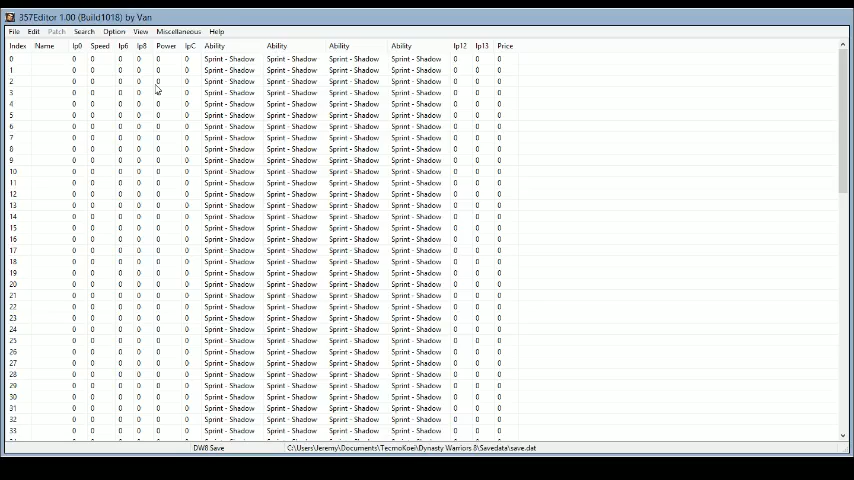 357Editor 1.00 (Build1018) by Van
File Edit Patch Search Option View Miscellaneous Help
Index Name Ip0 Speed Ip6 Ip8 Power IpC Ability Ability Ability Ability Ip12 Ip13 Price
0 0 0 0 0 0 0 Sprint - Shadow Sprint - Shadow Sprint - Shadow Sprint - Shadow 0 0 0
1 0 0 0 0 0 0 Sprint - Shadow Sprint - Shadow Sprint - Shadow Sprint - Shadow 0 0 0
2 0 0 0 0 0 0 Sprint - Shadow Sprint - Shadow Sprint - Shadow Sprint - Shadow 0 0 0
3 0 0 0 0 0 0 Sprint - Shadow Sprint - Shadow Sprint - Shadow Sprint - Shadow 0 0 0
4 0 0 0 0 0 0 Sprint - Shadow Sprint - Shadow Sprint - Shadow Sprint - Shadow 0 0 0
5 0 0 0 0 0 0 Sprint - Shadow Sprint - Shadow Sprint - Shadow Sprint - Shadow 0 0 0
6 0 0 0 0 0 0 Sprint - Shadow Sprint - Shadow Sprint - Shadow Sprint - Shadow 0 0 0
7 0 0 0 0 0 0 Sprint - Shadow Sprint - Shadow Sprint - Shadow Sprint - Shadow 0 0 0
8 0 0 0 0 0 0 Sprint - Shadow Sprint - Shadow Sprint - Shadow Sprint - Shadow 0 0 0
9 0 0 0 0 0 0 Sprint - Shadow Sprint - Shadow Sprint - Shadow Sprint - Shadow 0 0 0
10 0 0 0 0 0 0 Sprint - Shadow Sprint - Shadow Sprint - Shadow Sprint - Shadow 0 0 0
11 0 0 0 0 0 0 Sprint - Shadow Sprint - Shadow Sprint - Shadow Sprint - Shadow 0 0 0
12 0 0 0 0 0 0 Sprint - Shadow Sprint - Shadow Sprint - Shadow Sprint - Shadow 0 0 0
13 0 0 0 0 0 0 Sprint - Shadow Sprint - Shadow Sprint - Shadow Sprint - Shadow 0 0 0
14 0 0 0 0 0 0 Sprint - Shadow Sprint - Shadow Sprint - Shadow Sprint - Shadow 0 0 0
15 0 0 0 0 0 0 Sprint - Shadow Sprint - Shadow Sprint - Shadow Sprint - Shadow 0 0 0
16 0 0 0 0 0 0 Sprint - Shadow Sprint - Shadow Sprint - Shadow Sprint - Shadow 0 0 0
17 0 0 0 0 0 0 Sprint - Shadow Sprint - Shadow Sprint - Shadow Sprint - Shadow 0 0 0
18 0 0 0 0 0 0 Sprint - Shadow Sprint - Shadow Sprint - Shadow Sprint - Shadow 0 0 0
19 0 0 0 0 0 0 Sprint - Shadow Sprint - Shadow Sprint - Shadow Sprint - Shadow 0 0 0
20 0 0 0 0 0 0 Sprint - Shadow Sprint - Shadow Sprint - Shadow Sprint - Shadow 0 0 0
21 0 0 0 0 0 0 Sprint - Shadow Sprint - Shadow Sprint - Shadow Sprint - Shadow 0 0 0
22 0 0 0 0 0 0 Sprint - Shadow Sprint - Shadow Sprint - Shadow Sprint - Shadow 0 0 0
23 0 0 0 0 0 0 Sprint - Shadow Sprint - Shadow Sprint - Shadow Sprint - Shadow 0 0 0
24 0 0 0 0 0 0 Sprint - Shadow Sprint - Shadow Sprint - Shadow Sprint - Shadow 0 0 0
25 0 0 0 0 0 0 Sprint - Shadow Sprint - Shadow Sprint - Shadow Sprint - Shadow 0 0 0
26 0 0 0 0 0 0 Sprint - Shadow Sprint - Shadow Sprint - Shadow Sprint - Shadow 0 0 0
27 0 0 0 0 0 0 Sprint - Shadow Sprint - Shadow Sprint - Shadow Sprint - Shadow 0 0 0
28 0 0 0 0 0 0 Sprint - Shadow Sprint - Shadow Sprint - Shadow Sprint - Shadow 0 0 0
29 0 0 0 0 0 0 Sprint - Shadow Sprint - Shadow Sprint - Shadow Sprint - Shadow 0 0 0
30 0 0 0 0 0 0 Sprint - Shadow Sprint - Shadow Sprint - Shadow Sprint - Shadow 0 0 0
31 0 0 0 0 0 0 Sprint - Shadow Sprint - Shadow Sprint - Shadow Sprint - Shadow 0 0 0
32 0 0 0 0 0 0 Sprint - Shadow Sprint - Shadow Sprint - Shadow Sprint - Shadow 0 0 0
33 0 0 0 0 0 0 Sprint - Shadow Sprint - Shadow Sprint - Shadow Sprint - Shadow 0 0 0
DW8 Save C:\Users\Jeremy\Documents\TecmoKoei\Dynasty Warriors 8\Savedata\save.dat